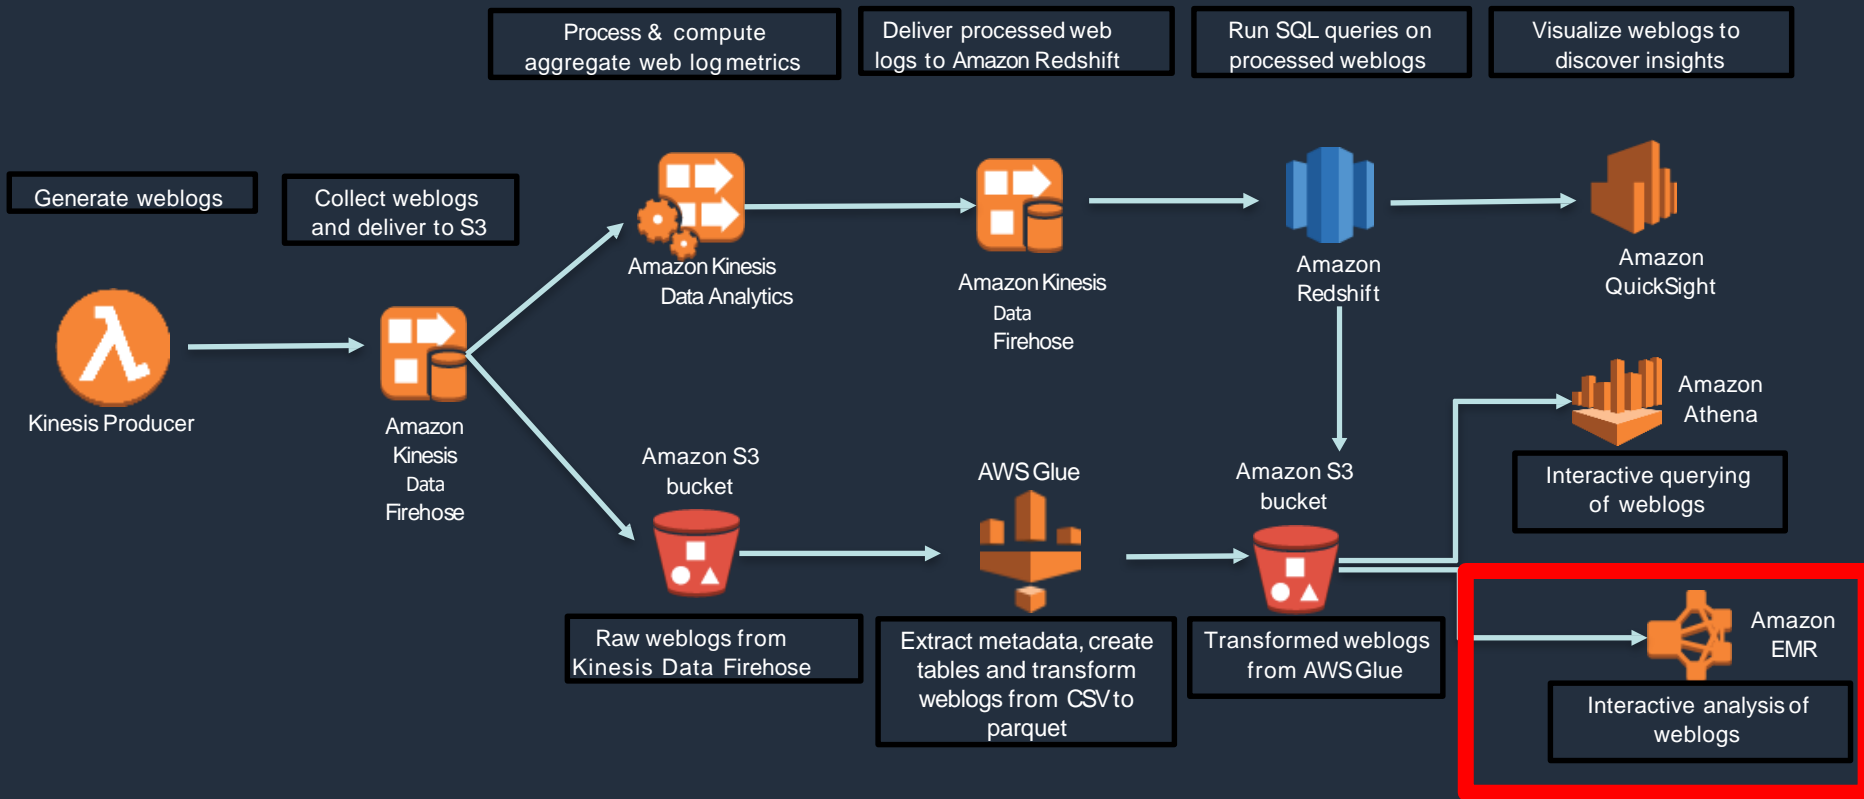 Process & compute
aggregate web log metrics
Deliver processed web
logs to Amazon Redshift
Run SQL queries on
processed weblogs
Visualize weblogs to
discover insights
Generate weblogs
Collect weblogs
and deliver to S3
Amazon Kinesis
Data Analytics
Amazon Kinesis
Data
Firehose
Amazon
Redshift
Amazon
QuickSight
Kinesis Producer
Amazon
Kinesis
Data
Firehose
Amazon S3
bucket
AWS Glue
Amazon S3
bucket
Amazon
Athena
Interactive querying
of weblogs
Raw weblogs from
Kinesis Data Firehose
Extract metadata, create
tables and transform
weblogs from CSV to
parquet
Transformed weblogs
from AWS Glue
Amazon
EMR
Interactive analysis of
weblogs